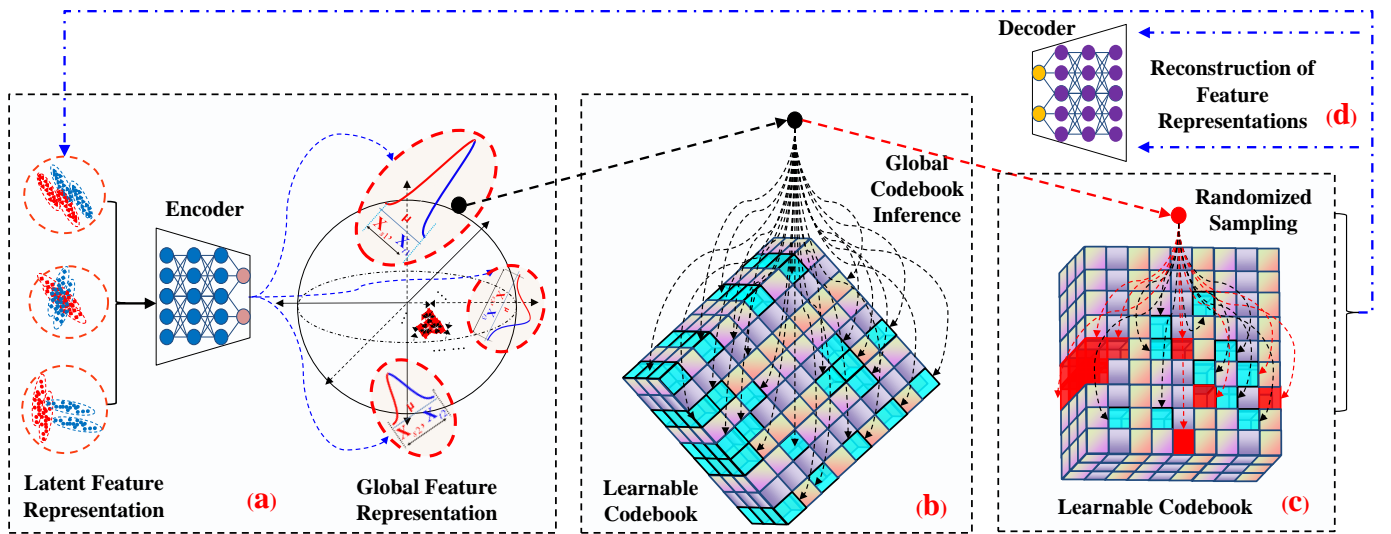 Decoder
Reconstruction of
Feature
Representations
(d)
Encoder
Latent Feature
Representation
(a)
Global Feature
Representation
Global
Codebook
Inference
Learnable
Codebook
(b)
Randomized
Sampling
Learnable Codebook
(c)